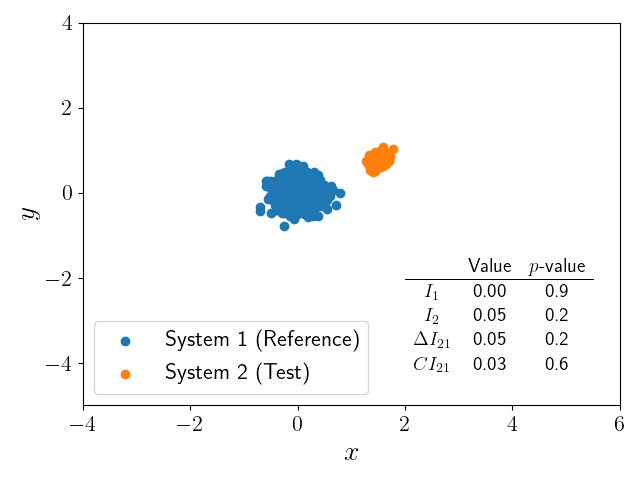 4
2
0
−2
−4
y
Value p-value
I₁ 0.00 0.9
I₂ 0.05 0.2
ΔI₂₁ 0.05 0.2
CI₂₁ 0.03 0.6
System 1 (Reference)
System 2 (Test)
−4 −2 0 2 4 6
x